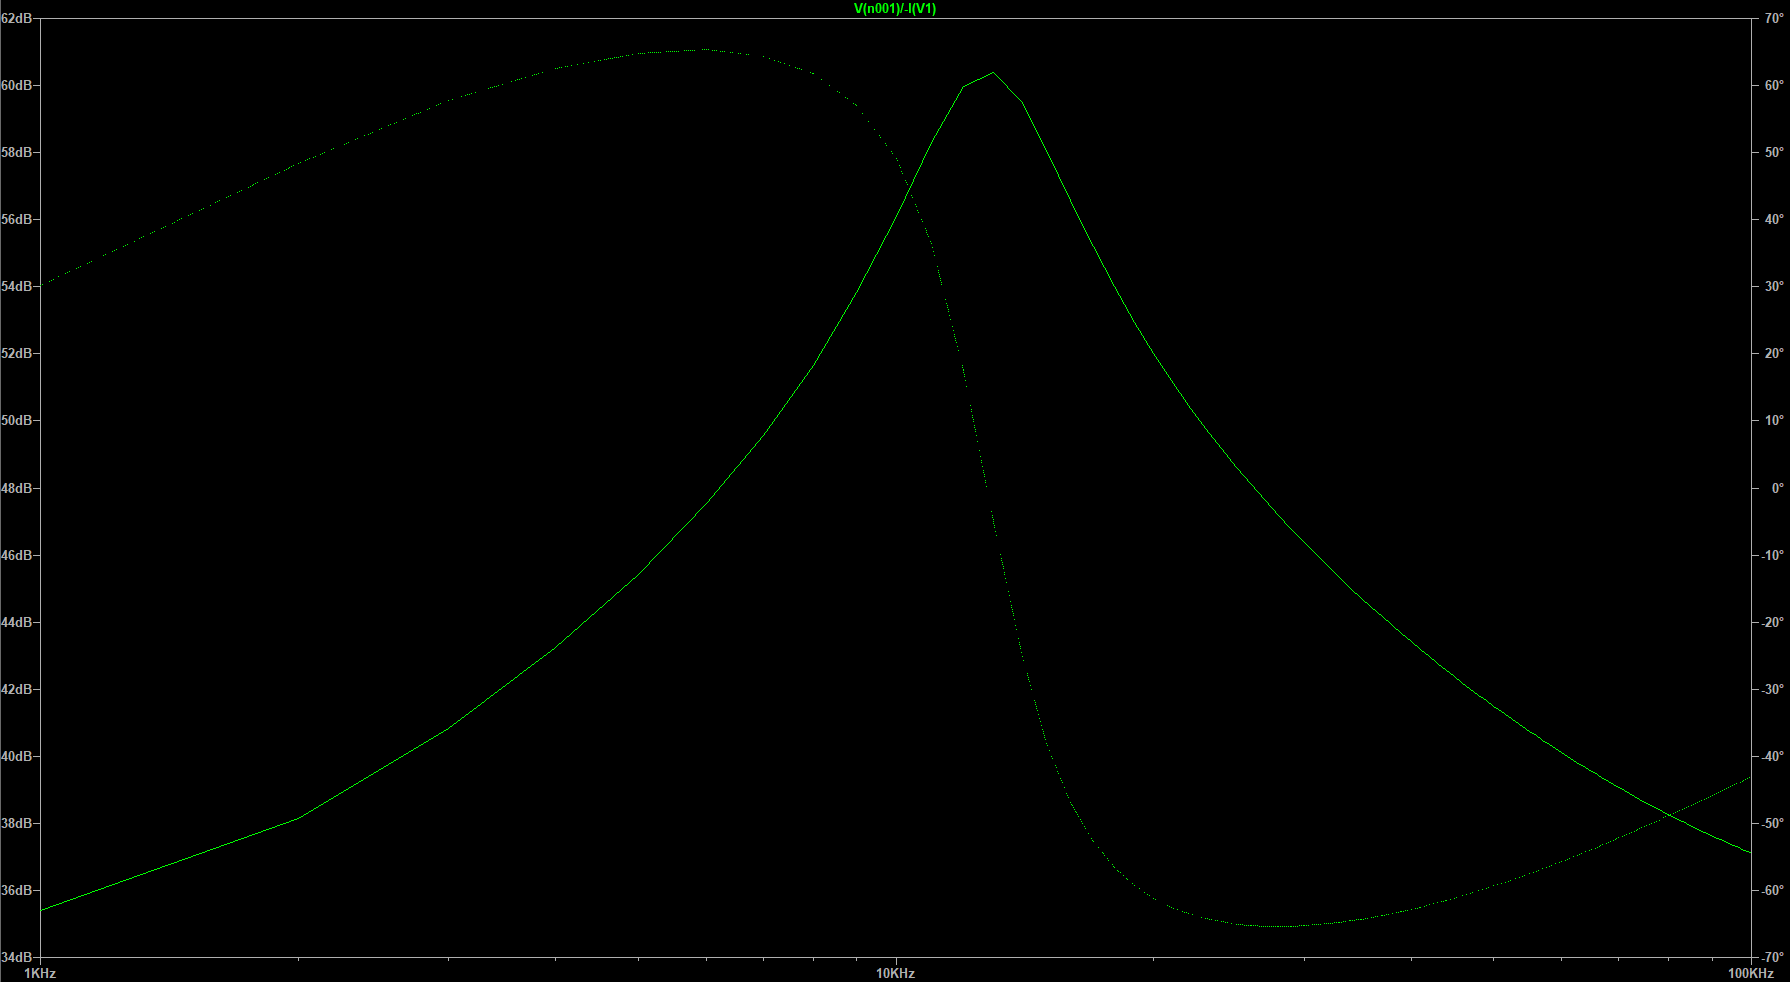 V(n001)/-I(V1)
62dB 70°
60dB 60°
58dB 50°
56dB 40°
54dB 30°
52dB 20°
50dB 10°
48dB 0°
46dB -10°
44dB -20°
42dB -30°
40dB -40°
38dB -50°
36dB -60°
34dB -70°
1KHz 10KHz 100KHz